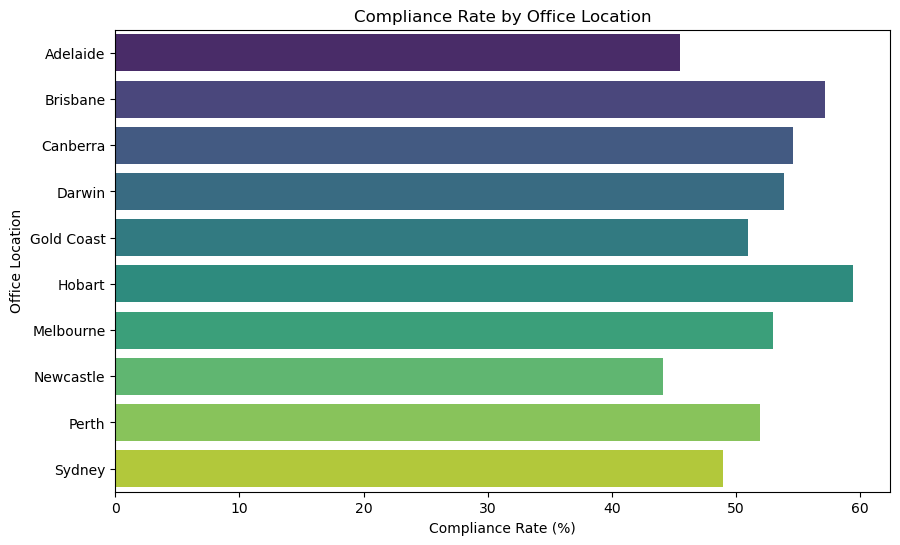 Compliance Rate by Office Location
Adelaide
Brisbane
Canberra
Darwin
Gold Coast
Hobart
Melbourne
Newcastle
Perth
Sydney
Office Location
0 10 20 30 40 50 60
Compliance Rate (%)